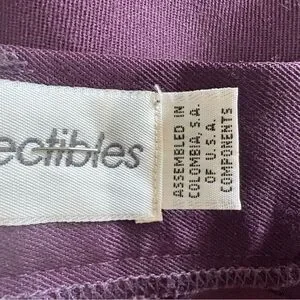 ectibles
ASSEMBLED IN
COLOMBIA, S.A.
OF U.S.A.
COMPONENTS